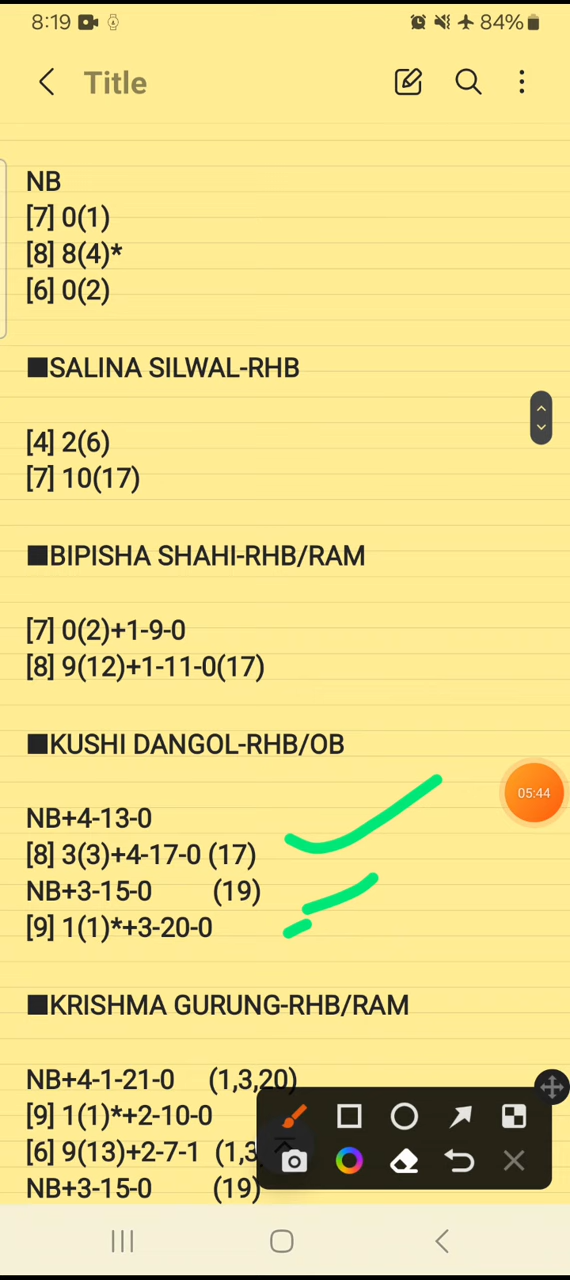 8:19
84%
Title
NB
[7] 0(1)
[8] 8(4)*
[6] 0(2)
■SALINA SILWAL-RHB
[4] 2(6)
[7] 10(17)
■BIPISHA SHAHI-RHB/RAM
[7] 0(2)+1-9-0
[8] 9(12)+1-11-0(17)
■KUSHI DANGOL-RHB/OB
NB+4-13-0
[8] 3(3)+4-17-0 (17)
NB+3-15-0 (19)
[9] 1(1)*+3-20-0
05:44
■KRISHMA GURUNG-RHB/RAM
NB+4-1-21-0 (1,3,20)
[9] 1(1)*+2-10-0
[6] 9(13)+2-7-1 (1,3
NB+3-15-0 (19)